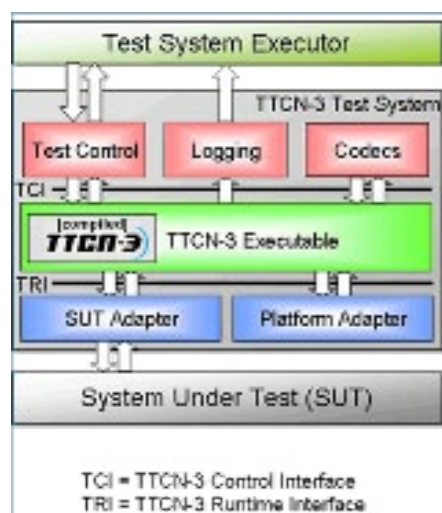 Test System Executor
TTCN-3 Test System
Test Control
Logging
Codecs
TCI
[compiled]
TTCN-3
TTCN-3 Executable
TRI
SUT Adapter
Platform Adapter
System Under Test (SUT)
TCI = TTCN-3 Control Interface
TRI = TTCN-3 Runtime Interface